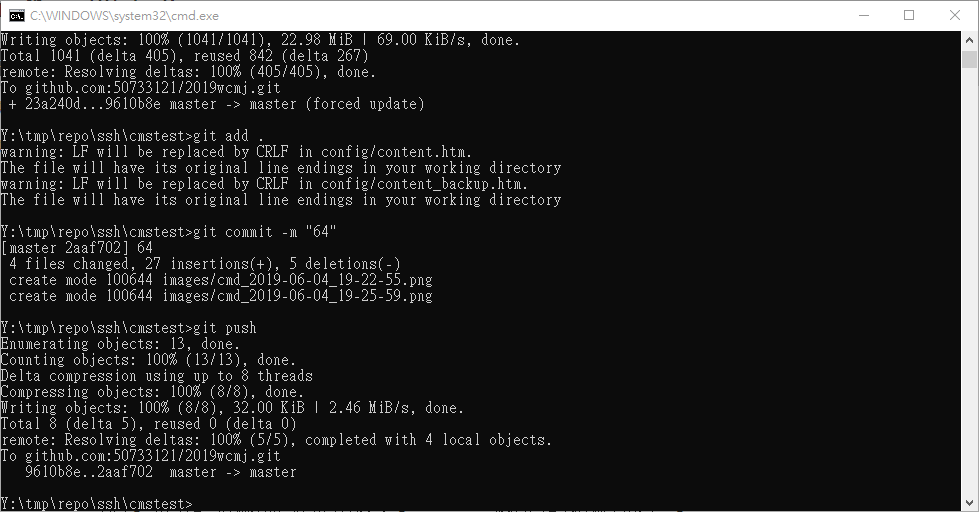 C:\WINDOWS\system32\cmd.exe
Writing objects: 100% (1041/1041), 22.98 MiB | 69.00 KiB/s, done.
Total 1041 (delta 405), reused 842 (delta 267)
remote: Resolving deltas: 100% (405/405), done.
To github.com:50733121/2019wcmj.git
 + 23a240d...9610b8e master -> master (forced update)

Y:\tmp\repo\ssh\cmstest>git add .
warning: LF will be replaced by CRLF in config/content.htm.
The file will have its original line endings in your working directory
warning: LF will be replaced by CRLF in config/content_backup.htm.
The file will have its original line endings in your working directory

Y:\tmp\repo\ssh\cmstest>git commit -m "64"
[master 2aaf702] 64
 4 files changed, 27 insertions(+), 5 deletions(-)
 create mode 100644 images/cmd_2019-06-04_19-22-55.png
 create mode 100644 images/cmd_2019-06-04_19-25-59.png

Y:\tmp\repo\ssh\cmstest>git push
Enumerating objects: 13, done.
Counting objects: 100% (13/13), done.
Delta compression using up to 8 threads
Compressing objects: 100% (8/8), done.
Writing objects: 100% (8/8), 32.00 KiB | 2.46 MiB/s, done.
Total 8 (delta 5), reused 0 (delta 0)
remote: Resolving deltas: 100% (5/5), completed with 4 local objects.
To github.com:50733121/2019wcmj.git
   9610b8e..2aaf702  master -> master

Y:\tmp\repo\ssh\cmstest>